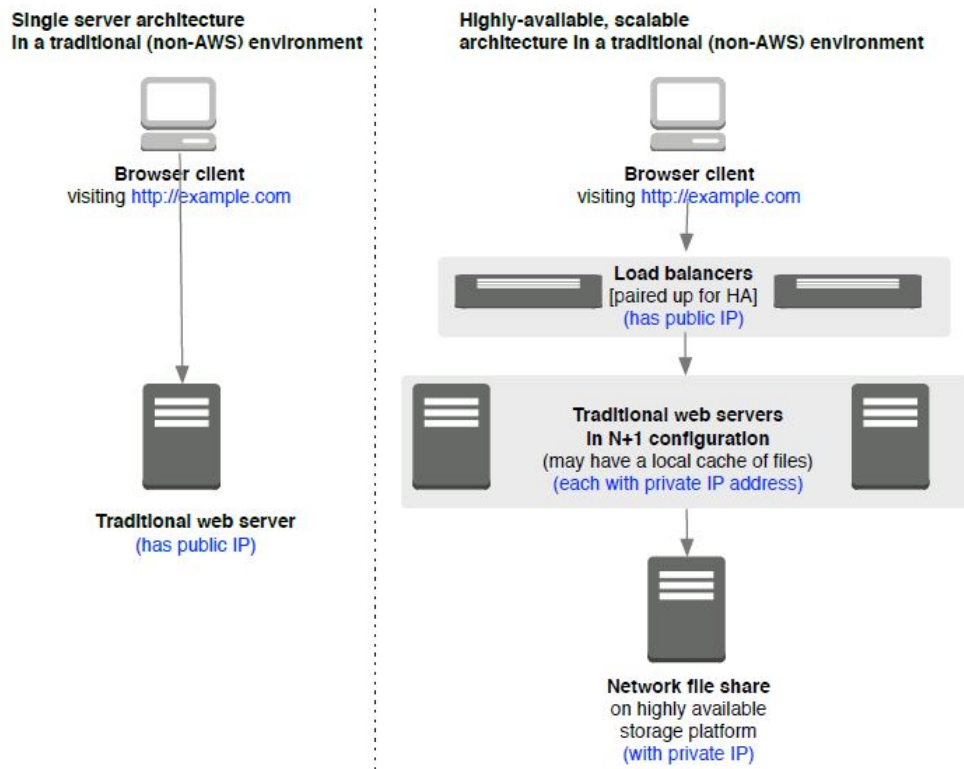 Single server architecture
in a traditional (non-AWS) environment
Browser client
visiting http://example.com
Traditional web server
(has public IP)
Highly-available, scalable
architecture in a traditional (non-AWS) environment
Browser client
visiting http://example.com
Load balancers
[paired up for HA]
(has public IP)
Traditional web servers
in N+1 configuration
(may have a local cache of files)
(each with private IP address)
Network file share
on highly available
storage platform
(with private IP)